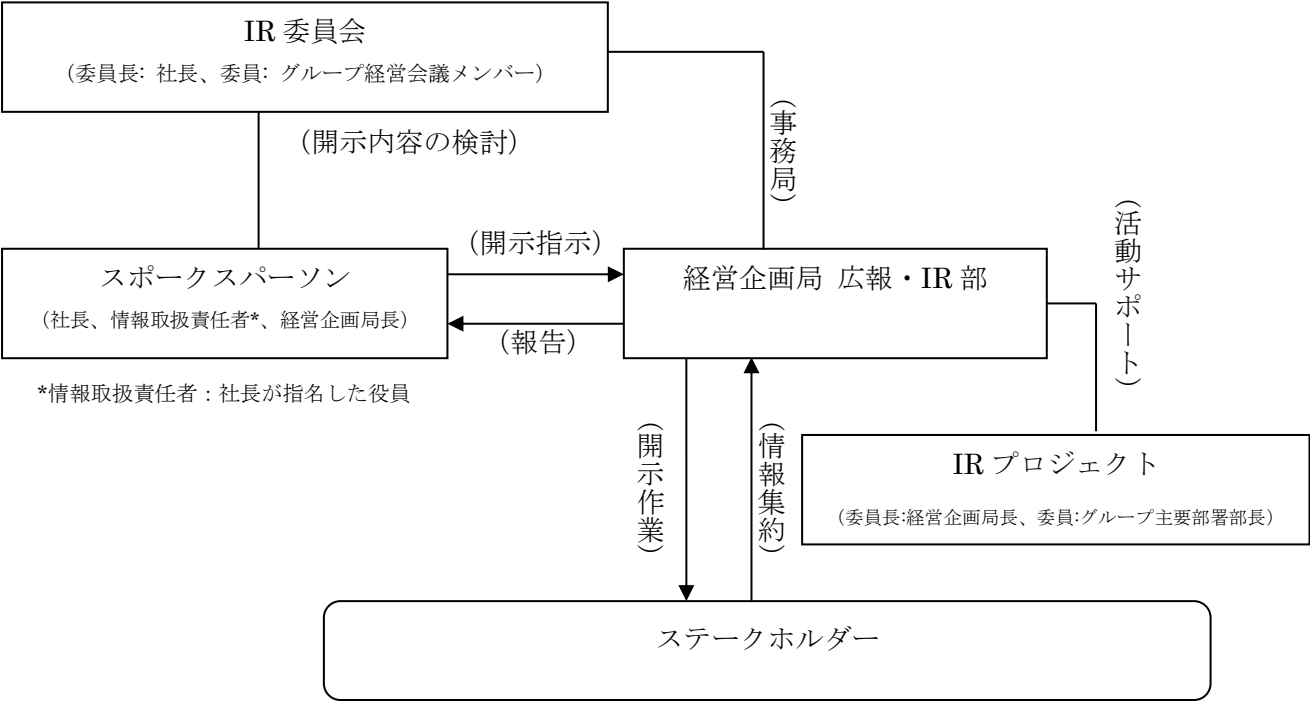 IR 委員会
（委員長: 社長、委員: グループ経営会議メンバー）
（開示内容の検討）
（事務局）
（活動サポート）
（開示指示）
スポークスパーソン
（社長、情報取扱責任者*、経営企画局長）
経営企画局 広報・IR 部
（報告）
*情報取扱責任者：社長が指名した役員
（開示作業）
（情報集約）
IR プロジェクト
（委員長:経営企画局長、委員:グループ主要部署部長）
ステークホルダー